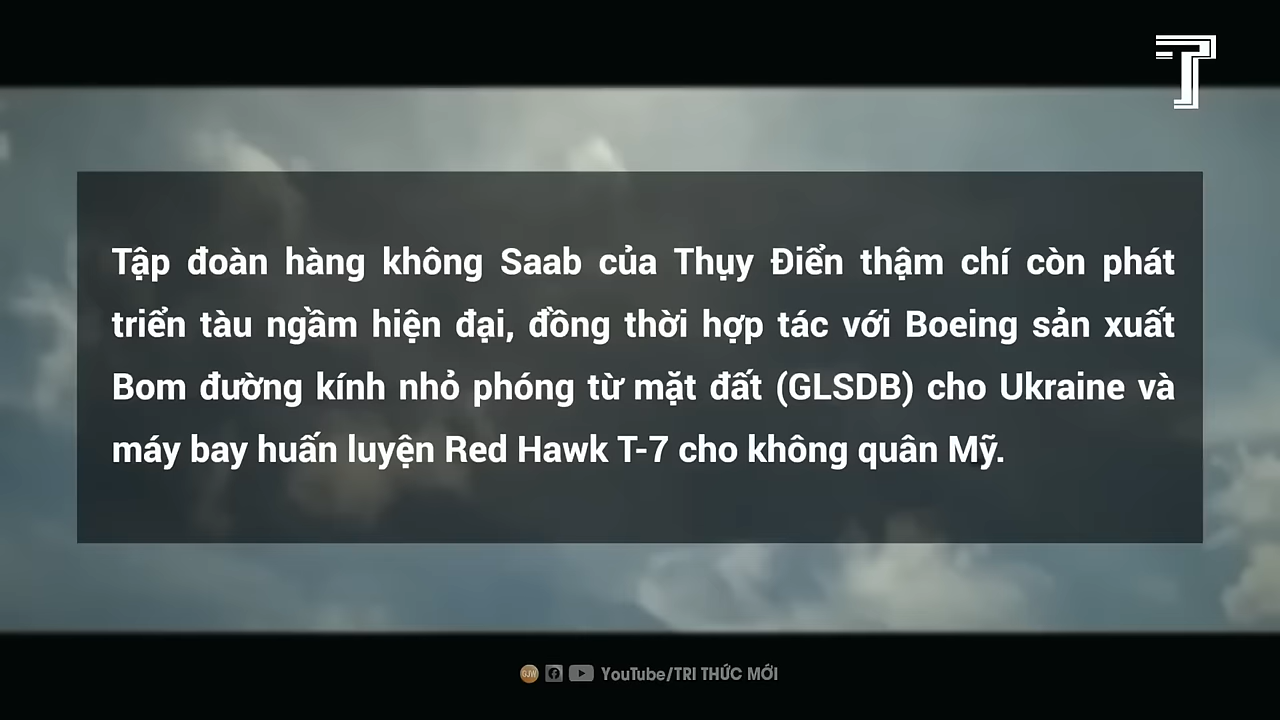 Tập đoàn hàng không Saab của Thụy Điển thậm chí còn phát
triển tàu ngầm hiện đại, đồng thời hợp tác với Boeing sản xuất
Bom đường kính nhỏ phóng từ mặt đất (GLSDB) cho Ukraine và
máy bay huấn luyện Red Hawk T-7 cho không quân Mỹ.
GJW YouTube/TRI THỨC MỚI